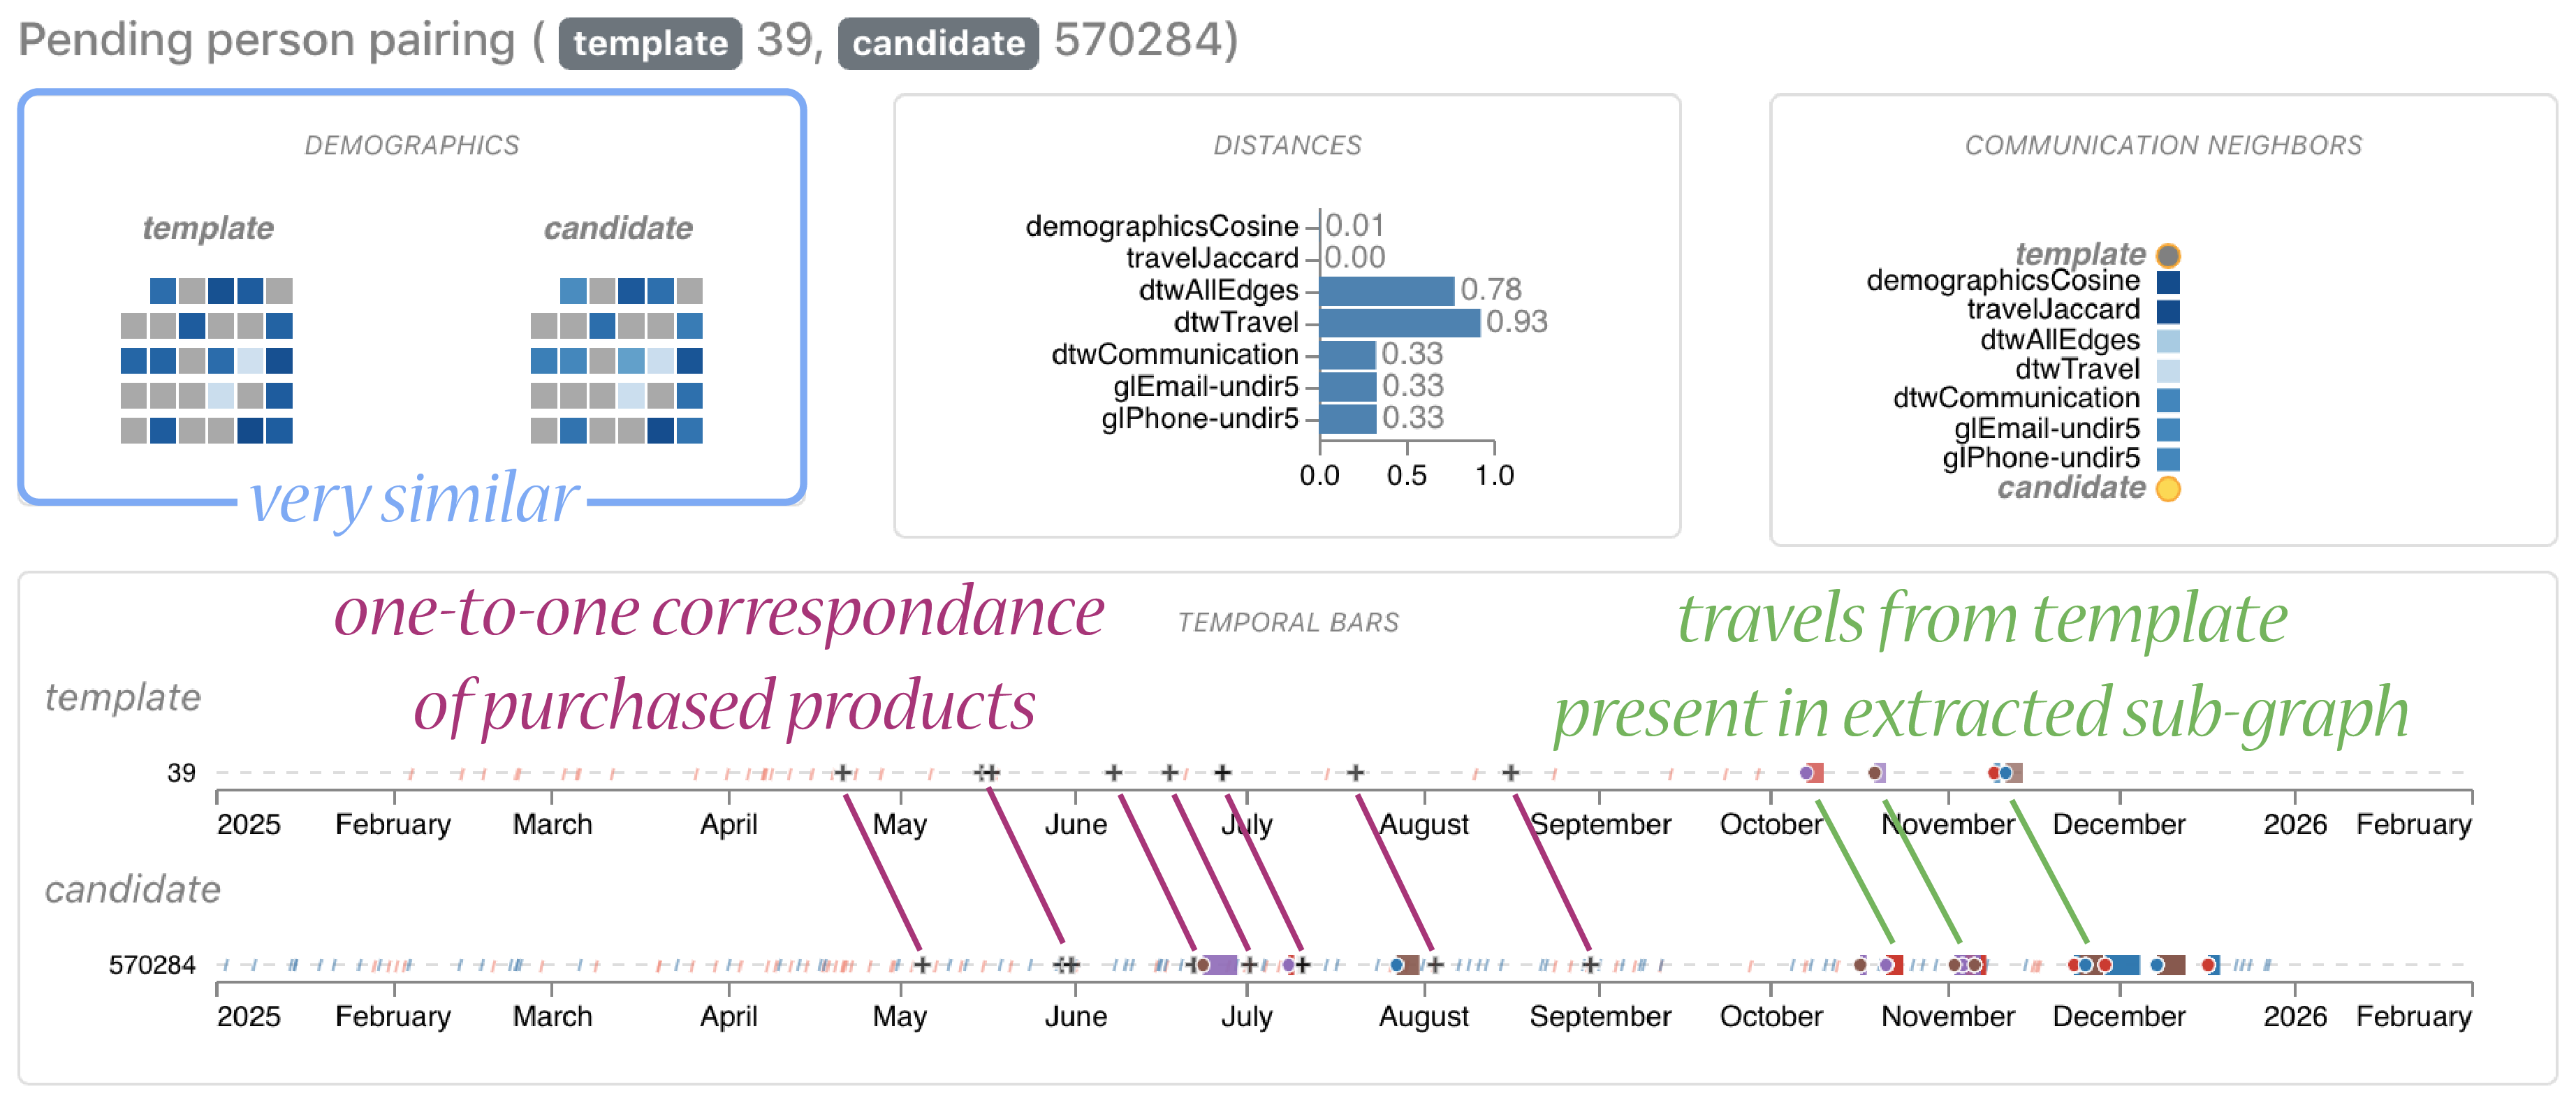 Pending person pairing ( template 39, candidate 570284)
DEMOGRAPHICS
template candidate
very similar
DISTANCES
demographicsCosine 0.01
travelJaccard 0.00
dtwAllEdges 0.78
dtwTravel 0.93
dtwCommunication 0.33
glEmail-undir5 0.33
glPhone-undir5 0.33
0.0 0.5 1.0
COMMUNICATION NEIGHBORS
template
demographicsCosine
travelJaccard
dtwAllEdges
dtwTravel
dtwCommunication
glEmail-undir5
glPhone-undir5
candidate
TEMPORAL BARS
one-to-one correspondance
of purchased products
travels from template
present in extracted sub-graph
template
39
2025 February March April May June July August September October November December 2026 February
candidate
570284
2025 February March April May June July August September October November December 2026 February